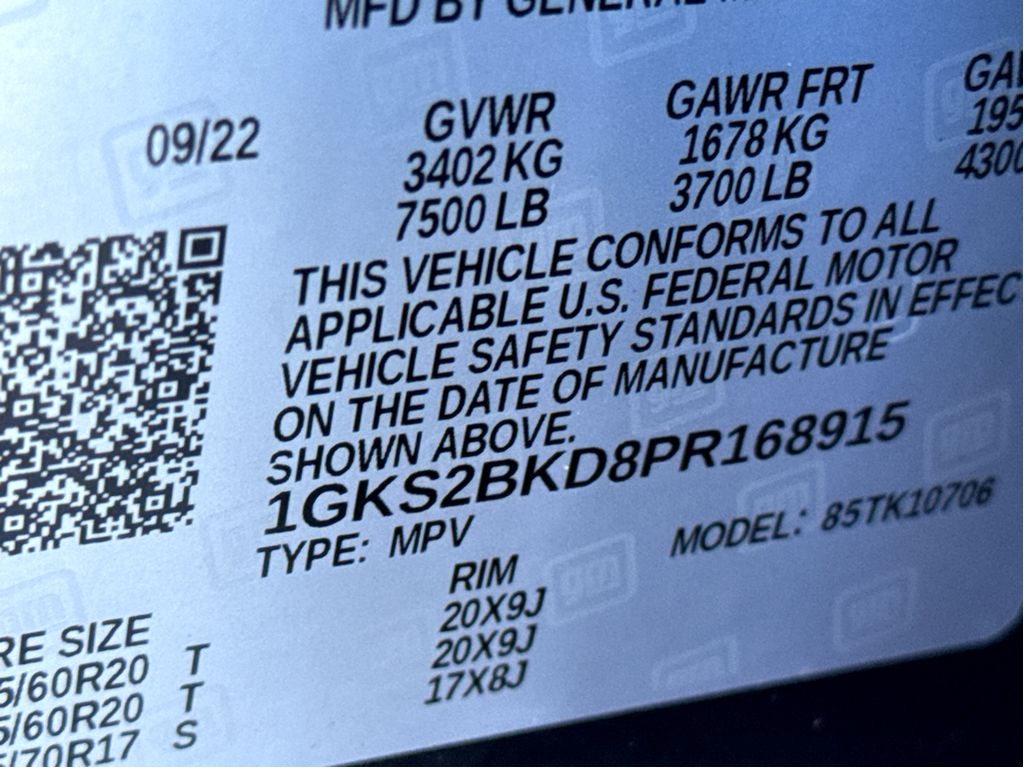 MFD BY GENERAL
09/22 GVWR GAWR FRT
3402 KG 1678 KG
7500 LB 3700 LB 4300
THIS VEHICLE CONFORMS TO ALL
APPLICABLE U.S. FEDERAL MOTOR
VEHICLE SAFETY STANDARDS IN EFFEC
ON THE DATE OF MANUFACTURE
SHOWN ABOVE.
1GKS2BKD8PR168915
TYPE: MPV MODEL: 85TK10706
RE SIZE RIM
5/60R20 T 20X9J
5/60R20 T 20X9J
/70R17 S 17X8J